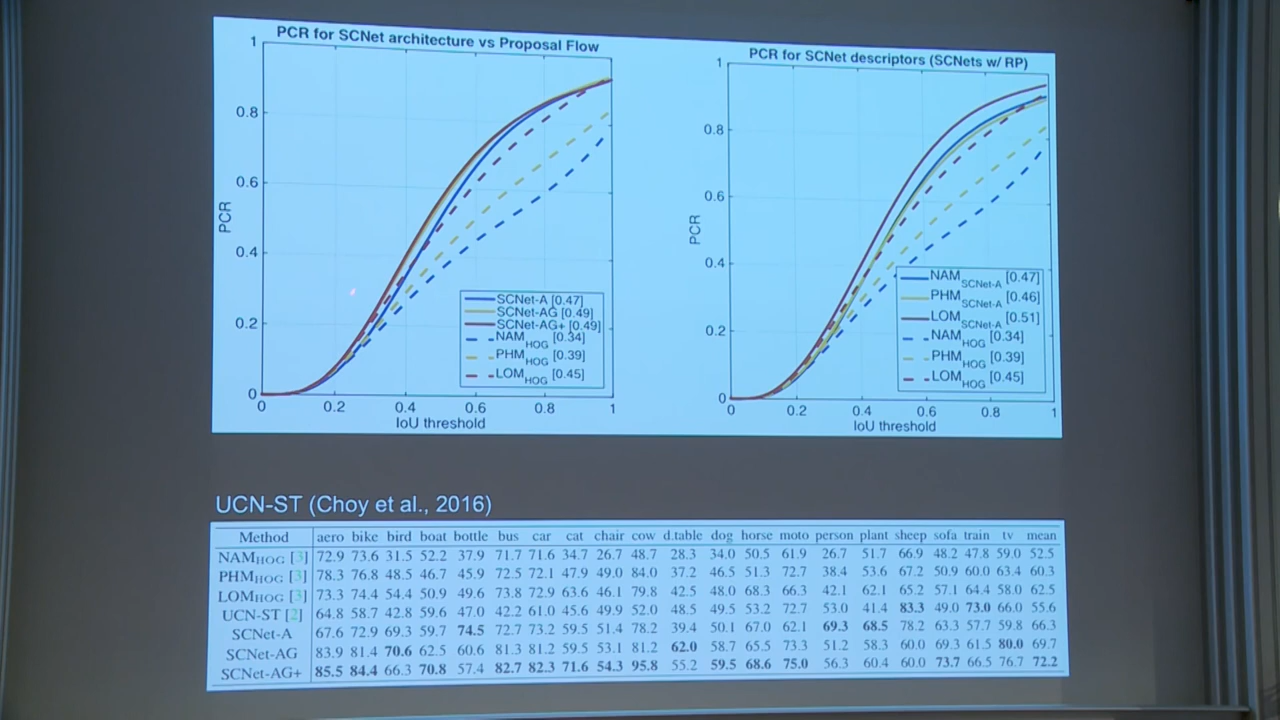 PCR for SCNet architecture vs Proposal Flow
1
0.8
0.6
0.4
0.2
0
PCR
0 0.2 0.4 0.6 0.8 1
IoU threshold
SCNet-A [0.47]
SCNet-AG [0.49]
SCNet-AG+ [0.49]
NAM HOG [0.34]
PHM HOG [0.39]
LOM HOG [0.45]
PCR for SCNet descriptors (SCNets w/ RP)
1
0.8
0.6
0.4
0.2
0
PCR
0 0.2 0.4 0.6 0.8 1
IoU threshold
NAM SCNet-A [0.47]
PHM SCNet-A [0.46]
LOM SCNet-A [0.51]
NAM HOG [0.34]
PHM HOG [0.39]
LOM HOG [0.45]
UCN-ST (Choy et al., 2016)
Method aero bike bird boat bottle bus car cat chair cow d.table dog horse moto person plant sheep sofa train tv mean
NAMHOG [3] 72.9 73.6 31.5 52.2 37.9 71.7 71.6 34.7 26.7 48.7 28.3 34.0 50.5 61.9 26.7 51.7 66.9 48.2 47.8 59.0 52.5
PHMHOG [3] 78.3 76.8 48.5 46.7 45.9 72.5 72.1 47.9 49.0 84.0 37.2 46.5 51.3 72.7 38.4 53.6 67.2 50.9 60.0 63.4 60.3
LOMHOG [3] 73.3 74.4 54.4 50.9 49.6 73.8 72.9 63.6 46.1 79.8 42.5 48.0 68.3 66.3 42.1 62.1 65.2 57.1 64.4 58.0 62.5
UCN-ST [2] 64.8 58.7 42.8 59.6 47.0 42.2 61.0 45.6 49.9 52.0 48.5 49.5 53.2 72.7 53.0 41.4 83.3 49.0 73.0 66.0 55.6
SCNet-A 67.6 72.9 69.3 59.7 74.5 72.7 73.2 59.5 51.4 78.2 39.4 50.1 67.0 62.1 69.3 68.5 78.2 63.3 57.7 59.8 66.3
SCNet-AG 83.9 81.4 70.6 62.5 60.6 81.3 81.2 59.5 53.1 81.2 62.0 58.7 65.5 73.3 51.2 58.3 60.0 69.3 61.5 80.0 69.7
SCNet-AG+ 85.5 84.4 66.3 70.8 57.4 82.7 82.3 71.6 54.3 95.8 55.2 59.5 68.6 75.0 56.3 60.4 60.0 73.7 66.5 76.7 72.2